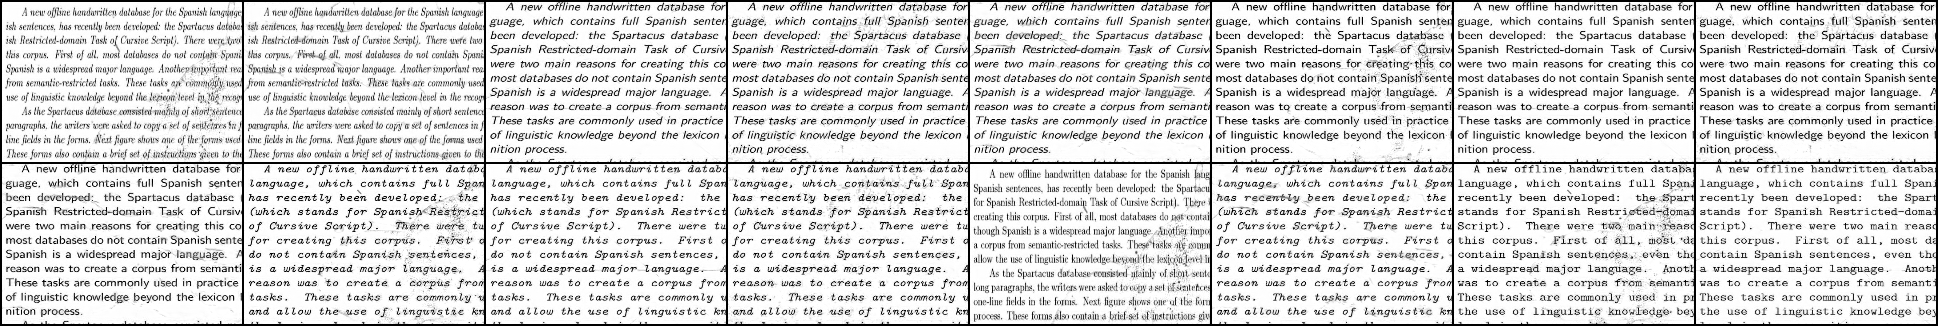 A new offline handwritten database for the Spanish language
ish sentences, has recently been developed: the Spartacus databa
ish Restricted-domain Task of Cursive Script). There were two
this corpus. First of all, most databases do not contain Spani
Spanish is a widespread major language. Another important rea
from semantic-restricted tasks. These tasks are commonly used
use of linguistic knowledge beyond the lexicon level in the recog
As the Spartacus database consisted mainly of short sentence
paragraphs, the writers were asked to copy a set of sentences in f
line fields in the forms. Next figure shows one of the forms used
These forms also contain a brief set of instructions given to the
A new offline handwritten database for the Spanish language
ish sentences, has recently been developed: the Spartacus databa
ish Restricted-domain Task of Cursive Script). There were two
this corpus. First of all, most databases do not contain Spani
Spanish is a widespread major language. Another important rea
from semantic-restricted tasks. These tasks are commonly used
use of linguistic knowledge beyond the lexicon level in the recog
As the Spartacus database consisted mainly of short sentence
paragraphs, the writers were asked to copy a set of sentences in f
line fields in the forms. Next figure shows one of the forms used
These forms also contain a brief set of instructions given to the
A new offline handwritten database for
guage, which contains full Spanish senten
been developed: the Spartacus database
Spanish Restricted-domain Task of Cursiv
were two main reasons for creating this co
most databases do not contain Spanish sente
Spanish is a widespread major language. A
reason was to create a corpus from semanti
These tasks are commonly used in practice
of linguistic knowledge beyond the lexicon
nition process.
A new offline handwritten database for
guage, which contains full Spanish senten
been developed: the Spartacus database
Spanish Restricted-domain Task of Cursiv
were two main reasons for creating this co
most databases do not contain Spanish sente
Spanish is a widespread major language. A
reason was to create a corpus from semanti
These tasks are commonly used in practice
of linguistic knowledge beyond the lexicon
nition process.
A new offline handwritten database for
guage, which contains full Spanish senten
been developed: the Spartacus database
Spanish Restricted-domain Task of Cursiv
were two main reasons for creating this co
most databases do not contain Spanish sente
Spanish is a widespread major language. A
reason was to create a corpus from semanti
These tasks are commonly used in practice
of linguistic knowledge beyond the lexicon
nition process.
A new offline handwritten database for
guage, which contains full Spanish senten
been developed: the Spartacus database
Spanish Restricted-domain Task of Cursiv
were two main reasons for creating this co
most databases do not contain Spanish sente
Spanish is a widespread major language. A
reason was to create a corpus from semanti
These tasks are commonly used in practice
of linguistic knowledge beyond the lexicon
nition process.
A new offline handwritten database for
guage, which contains full Spanish senten
been developed: the Spartacus database
Spanish Restricted-domain Task of Cursiv
were two main reasons for creating this co
most databases do not contain Spanish sente
Spanish is a widespread major language. A
reason was to create a corpus from semanti
These tasks are commonly used in practice
of linguistic knowledge beyond the lexicon
nition process.
A new offline handwritten database for
guage, which contains full Spanish senten
been developed: the Spartacus database
Spanish Restricted-domain Task of Cursiv
were two main reasons for creating this co
most databases do not contain Spanish sente
Spanish is a widespread major language. A
reason was to create a corpus from semanti
These tasks are commonly used in practice
of linguistic knowledge beyond the lexicon
nition process.
A new offline handwritten database for
guage, which contains full Spanish senten
been developed: the Spartacus database
Spanish Restricted-domain Task of Cursiv
were two main reasons for creating this co
most databases do not contain Spanish sente
Spanish is a widespread major language. A
reason was to create a corpus from semanti
These tasks are commonly used in practice
of linguistic knowledge beyond the lexicon
nition process.
A new offline handwritten databa
language, which contains full Span
has recently been developed: the
(which stands for Spanish Restrict
of Cursive Script). There were tw
for creating this corpus. First o
do not contain Spanish sentences,
is a widespread major language. A
reason was to create a corpus from
tasks. These tasks are commonly u
and allow the use of linguistic kn
A new offline handwritten databa
language, which contains full Span
has recently been developed: the
(which stands for Spanish Restrict
of Cursive Script). There were tw
for creating this corpus. First o
do not contain Spanish sentences,
is a widespread major language. A
reason was to create a corpus from
tasks. These tasks are commonly u
and allow the use of linguistic kn
A new offline handwritten databa
language, which contains full Span
has recently been developed: the
(which stands for Spanish Restrict
of Cursive Script). There were tw
for creating this corpus. First o
do not contain Spanish sentences,
is a widespread major language. A
reason was to create a corpus from
tasks. These tasks are commonly u
and allow the use of linguistic kn
A new offline handwritten database for the Spanish lang
Spanish sentences, has recently been developed: the Spartacu
for Spanish Restricted-domain Task of Cursive Script). There
creating this corpus. First of all, most databases do not contai
though Spanish is a widespread major language. Another impo
a corpus from semantic-restricted tasks. These tasks are comm
allow the use of linguistic knowledge beyond the lexicon level in
As the Spartacus database consisted mainly of short sente
long paragraphs, the writers were asked to copy a set of sentences
one-line fields in the forms. Next figure shows one of the form
process. These forms also contain a brief set of instructions giv
A new offline handwritten databa
language, which contains full Span
has recently been developed: the
(which stands for Spanish Restrict
of Cursive Script). There were tw
for creating this corpus. First o
do not contain Spanish sentences,
is a widespread major language. A
reason was to create a corpus from
tasks. These tasks are commonly u
and allow the use of linguistic kn
A new offline handwritten databa
language, which contains full Spani
recently been developed: the Spart
stands for Spanish Restricted-domai
Script). There were two main reaso
this corpus. First of all, most da
contain Spanish sentences, even tho
a widespread major language. Anoth
was to create a corpus from semanti
These tasks are commonly used in pr
the use of linguistic knowledge bey
A new offline handwritten databa
language, which contains full Spani
recently been developed: the Spart
stands for Spanish Restricted-domai
Script). There were two main reaso
this corpus. First of all, most da
contain Spanish sentences, even tho
a widespread major language. Anoth
was to create a corpus from semanti
These tasks are commonly used in pr
the use of linguistic knowledge bey